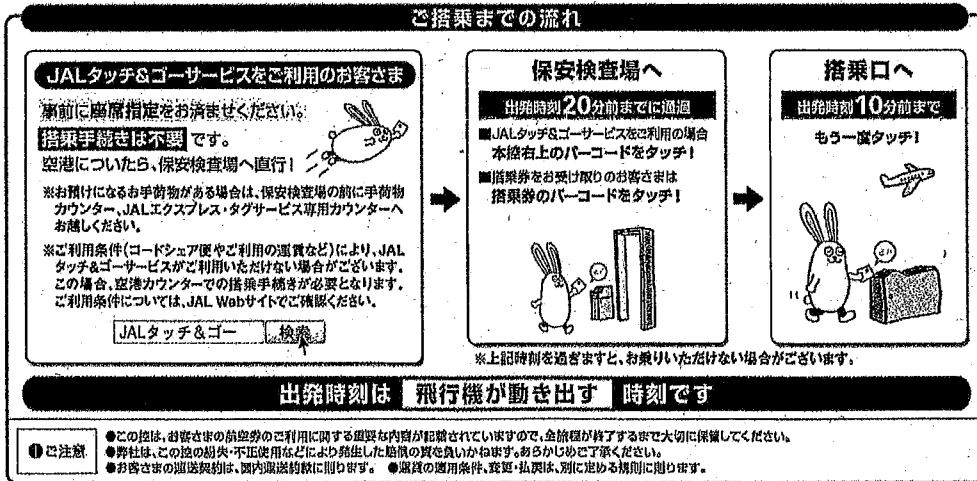 ご搭乗までの流れ
JALタッチ&ゴーサービスをご利用のお客さま
事前に座席指定をお済ませください。
搭乗手続きは不要 です。
空港についたら、保安検査場へ直行!
※お預けになるお手荷物がある場合は、保安検査場の前に手荷物
カウンター、JALエクスプレス・タグサービス専用カウンターへ
お越しください。
※ご利用条件(コードシェア便やご利用の運賃など)により、JAL
タッチ&ゴーサービスがご利用いただけない場合がございます。
この場合、空港カウンターでの搭乗手続きが必要となります。
ご利用条件については、JAL Webサイトでご確認ください。
JALタッチ&ゴー 検索
保安検査場へ
出発時刻20分前までに通過
■JALタッチ&ゴーサービスをご利用の場合
本控右上のバーコードをタッチ!
■搭乗券をお受け取りのお客さまは
搭乗券のバーコードをタッチ!
搭乗口へ
出発時刻10分前まで
もう一度タッチ!
※上記時刻を過ぎますと、お乗りいただけない場合がございます。
出発時刻は 飛行機が動き出す 時刻です
ご注意
●この控は、お客さまの航空券のご利用に関する重要な内容が記載されていますので、全旅程が終了するまで大切に保管してください。
●弊社は、この控の紛失・不正使用などにより発生した賠償の責を負いかねます。あらかじめご了承ください。
●お客さまの運送契約は、国内運送約款に則ります。 ●運賃の適用条件、変更・払戻は、別に定める規則に則ります。